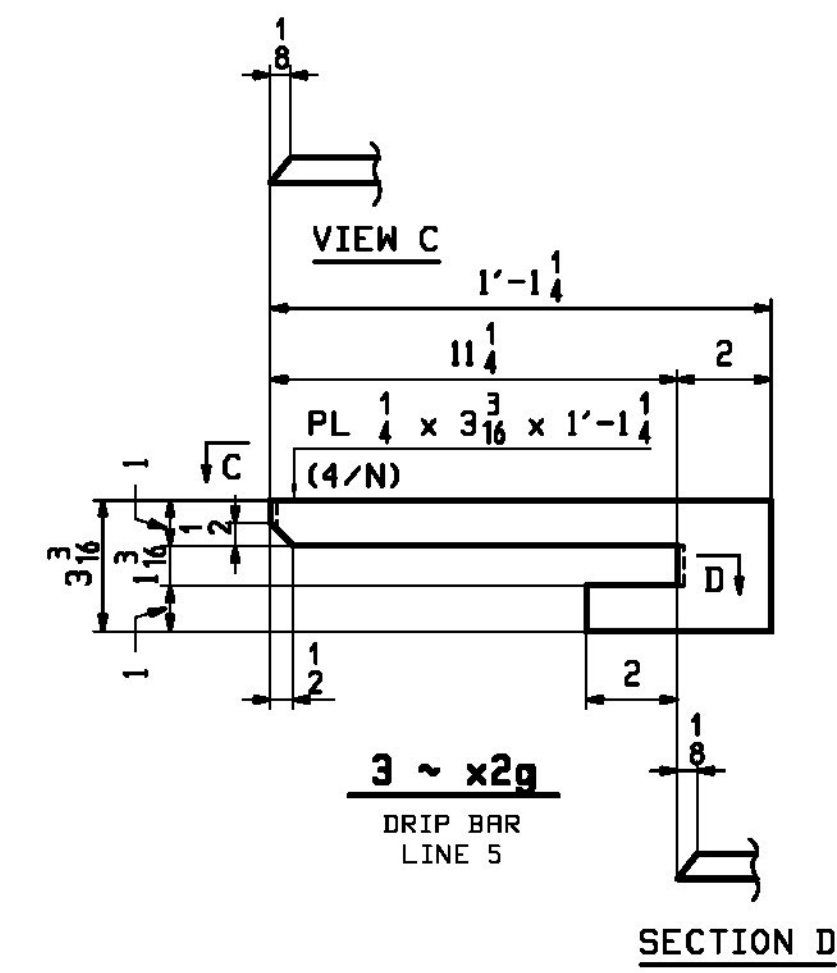 1/8
VIEW C
1'-1 1/4
11 1/4
2
PL 1/4 x 3 3/16 x 1'-1 1/4
(4/N)
C
1
1/2
3 3/16
1 3/16
D
1
1/2
2
1/8
3 ~ x2g
DRIP BAR
LINE 5
SECTION D